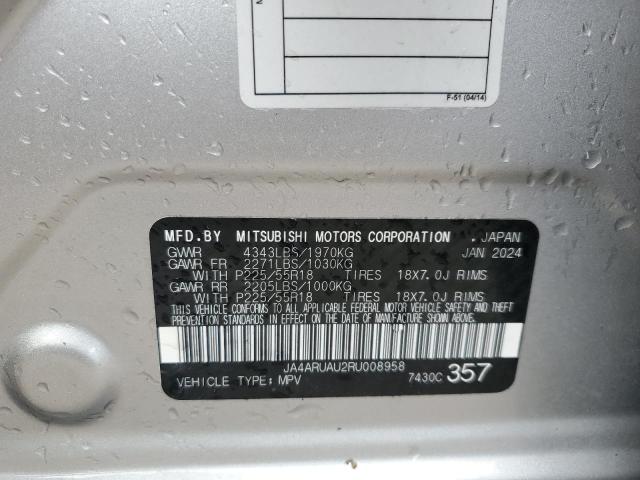 F-51 (04/14)
MFD.BY MITSUBISHI MOTORS CORPORATION . JAPAN
GVWR 4343LBS/1970KG JAN 2024
GAWR FR 2271LBS/1030KG
WITH P225/55R18 TIRES 18X7.0J RIMS
GAWR RR 2205LBS/1000KG
WITH P225/55R18 TIRES 18X7.0J RIMS
THIS VEHICLE CONFORMS TO ALL APPLICABLE FEDERAL MOTOR VEHICLE SAFETY AND THEFT
PREVENTION STANDARDS IN EFFECT ON THE DATE OF MANUFACTURE SHOWN ABOVE.
JA4ARUAU2RU008958
VEHICLE TYPE: MPV 7430C 357